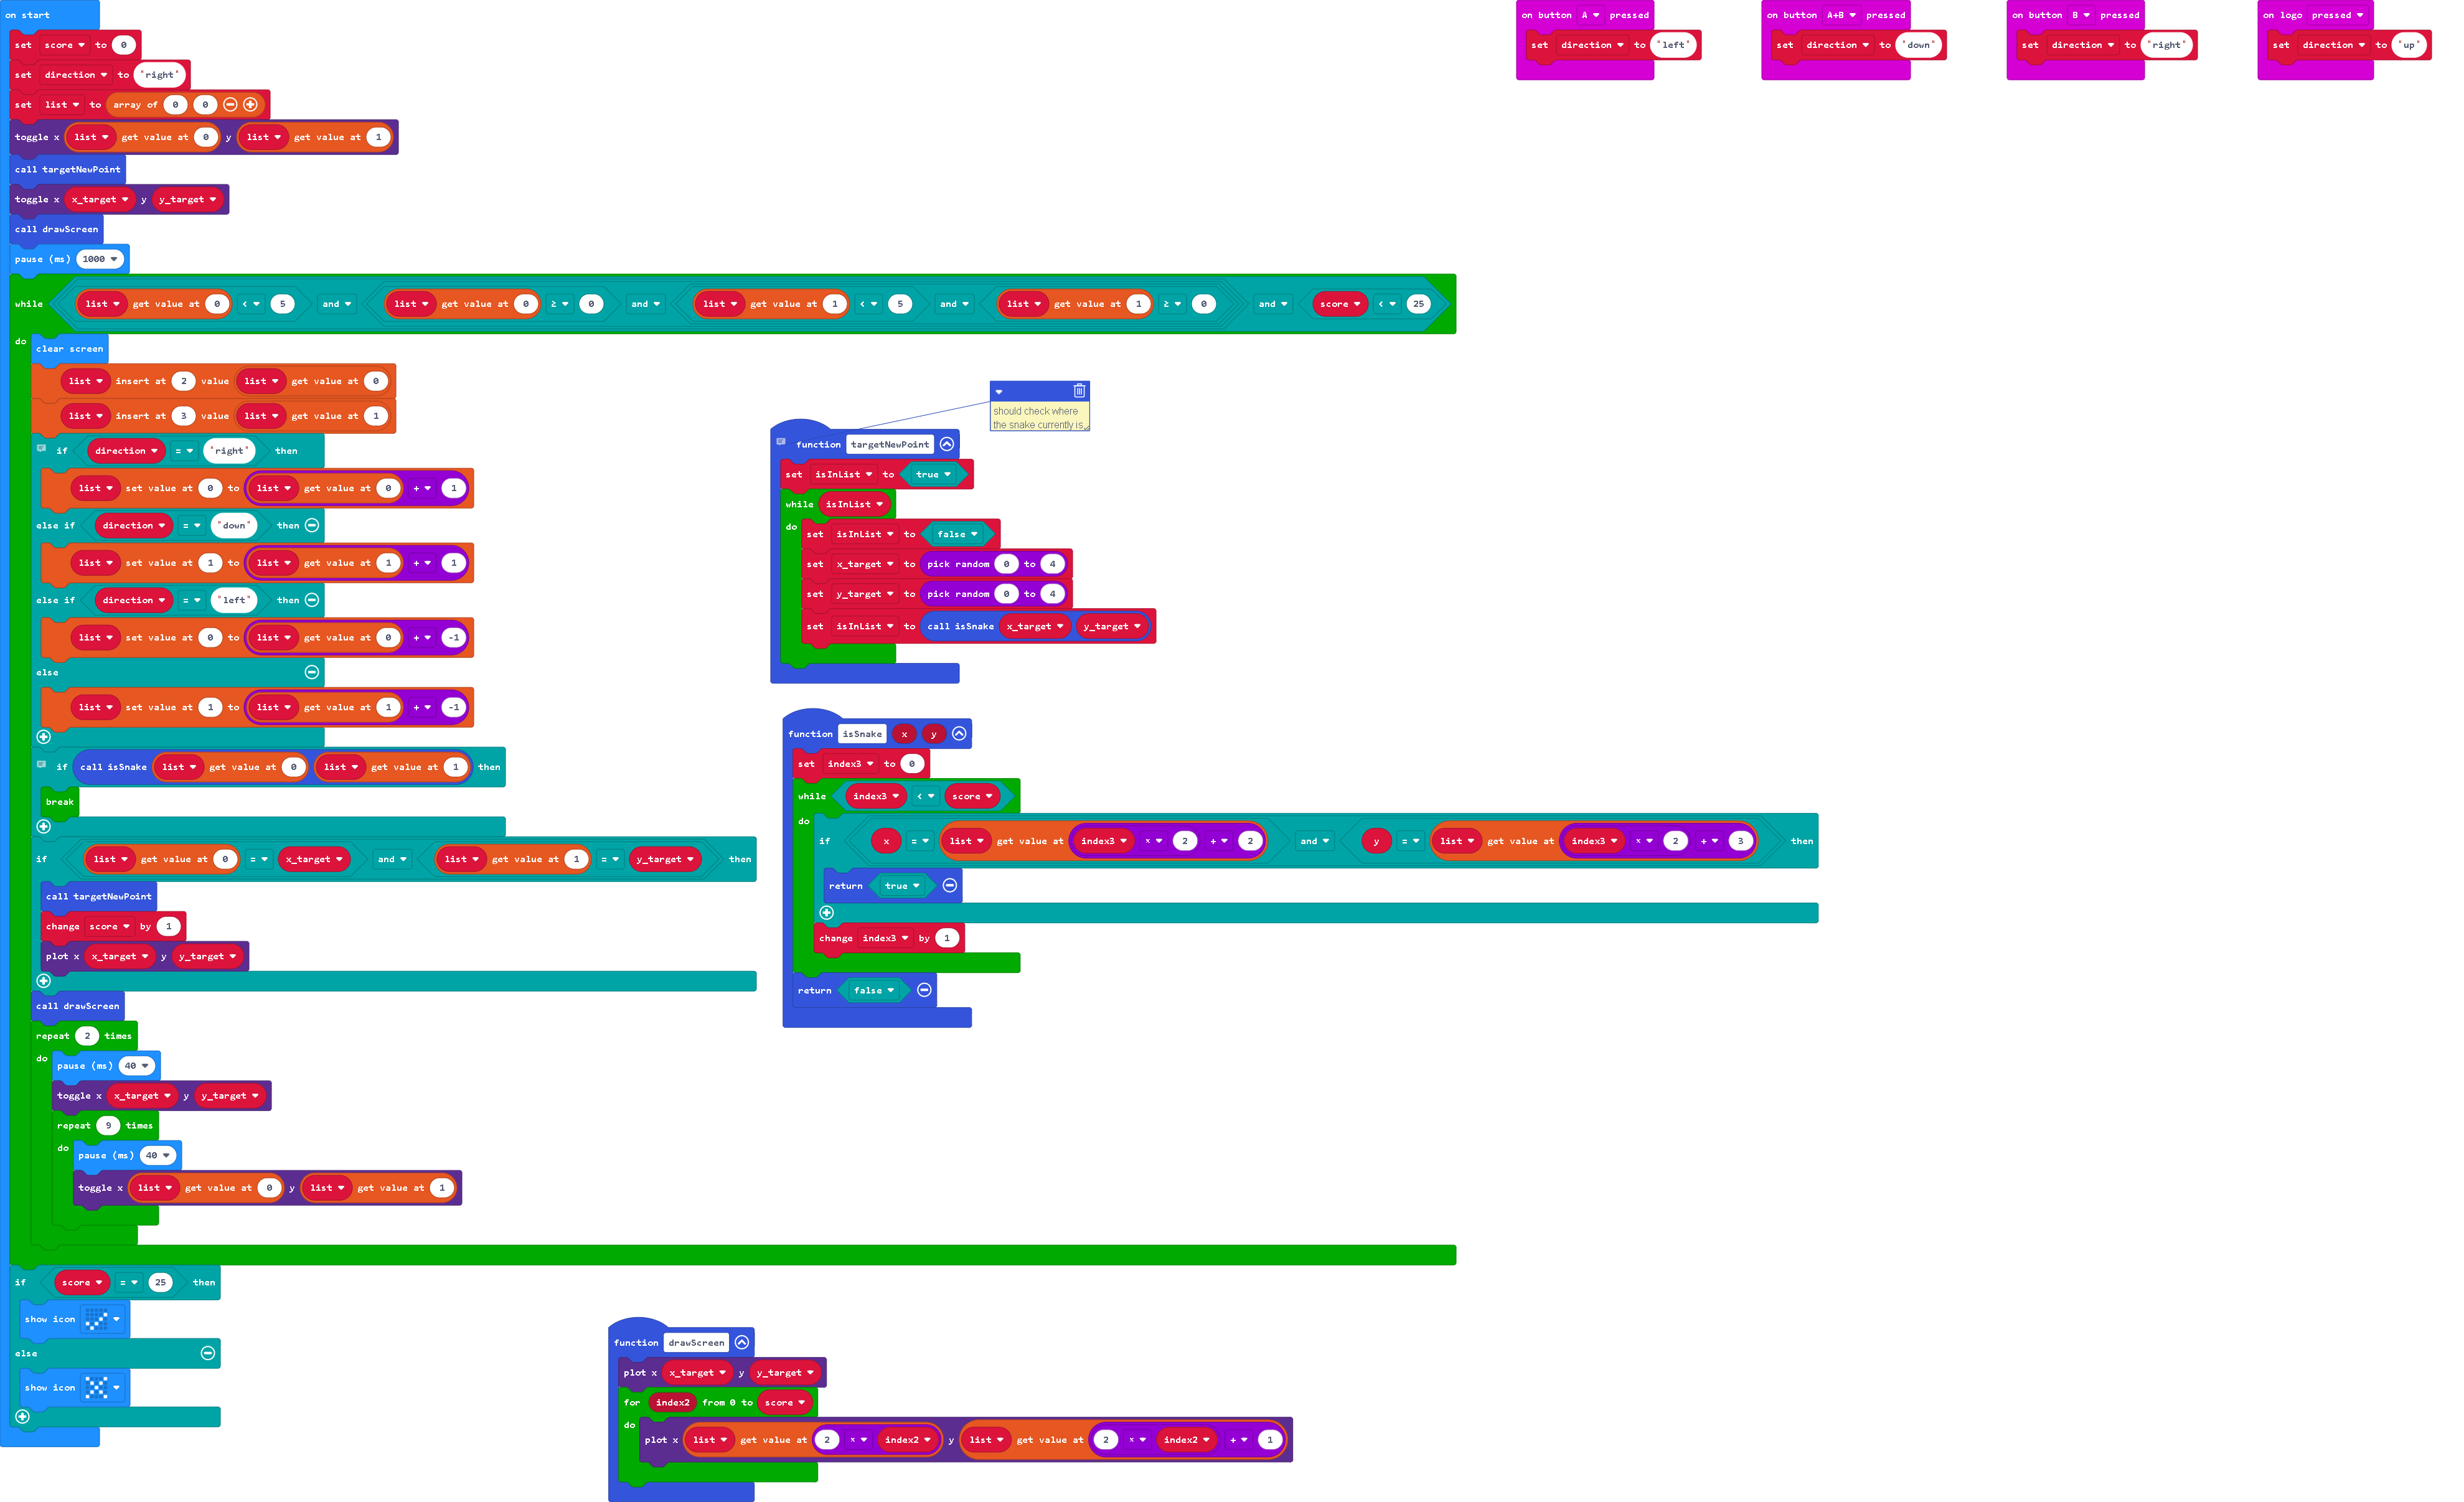 on start
set score to 0
set direction to "right"
set list to array of 0 0
toggle x list get value at 0 y list get value at 1
call targetNewPoint
toggle x x_target y y_target
call drawScreen
pause (ms) 1000
while list get value at 0 < 5 and list get value at 0 ≥ 0 and list get value at 1 < 5 and list get value at 1 ≥ 0 and score < 25
do
clear screen
list insert at 2 value list get value at 0
list insert at 3 value list get value at 1
if direction = "right" then
list set value at 0 to list get value at 0 + 1
else if direction = "down" then
list set value at 1 to list get value at 1 + 1
else if direction = "left" then
list set value at 0 to list get value at 0 + -1
else
list set value at 1 to list get value at 1 + -1
if call isSnake list get value at 0 list get value at 1 then
break
if list get value at 0 = x_target and list get value at 1 = y_target then
call targetNewPoint
change score by 1
plot x x_target y y_target
call drawScreen
repeat 2 times
do
pause (ms) 40
toggle x x_target y y_target
repeat 9 times
do
pause (ms) 40
toggle x list get value at 0 y list get value at 1
if score = 25 then
show icon
else
show icon
on button A pressed
set direction to "left"
on button A+B pressed
set direction to "down"
on button B pressed
set direction to "right"
on logo pressed
set direction to "up"
should check where
the snake currently is
function targetNewPoint
set isInList to true
while isInList
do
set isInList to false
set x_target to pick random 0 to 4
set y_target to pick random 0 to 4
set isInList to call isSnake x_target y_target
function isSnake x y
set index3 to 0
while index3 < score
do
if x = list get value at index3 × 2 + 2 and y = list get value at index3 × 2 + 3 then
return true
change index3 by 1
return false
function drawScreen
plot x x_target y y_target
for index2 from 0 to score
do
plot x list get value at 2 × index2 y list get value at 2 × index2 + 1